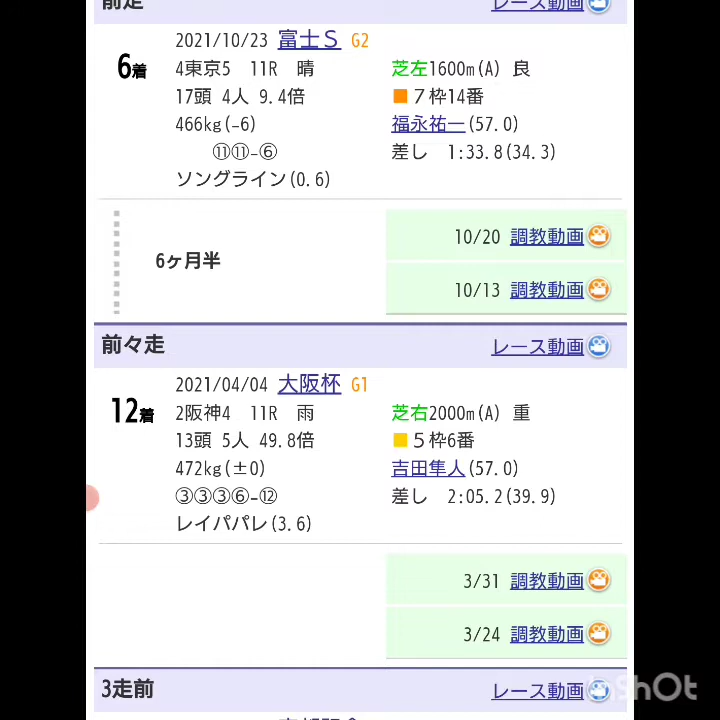 前走 レース動画
6着
2021/10/23 富士S G2
4東京5 11R 晴 芝左1600m(A) 良
17頭 4人 9.4倍 7枠14番
466kg(-6) 福永祐一(57.0)
⑪⑪-⑥ 差し 1:33.8(34.3)
ソングライン(0.6)
6ヶ月半
10/20 調教動画
10/13 調教動画
前々走 レース動画
12着
2021/04/04 大阪杯 G1
2阪神4 11R 雨 芝右2000m(A) 重
13頭 5人 49.8倍 5枠6番
472kg(±0) 吉田隼人(57.0)
③③③⑥-⑫ 差し 2:05.2(39.9)
レイパパレ(3.6)
3/31 調教動画
3/24 調教動画
3走前 レース動画